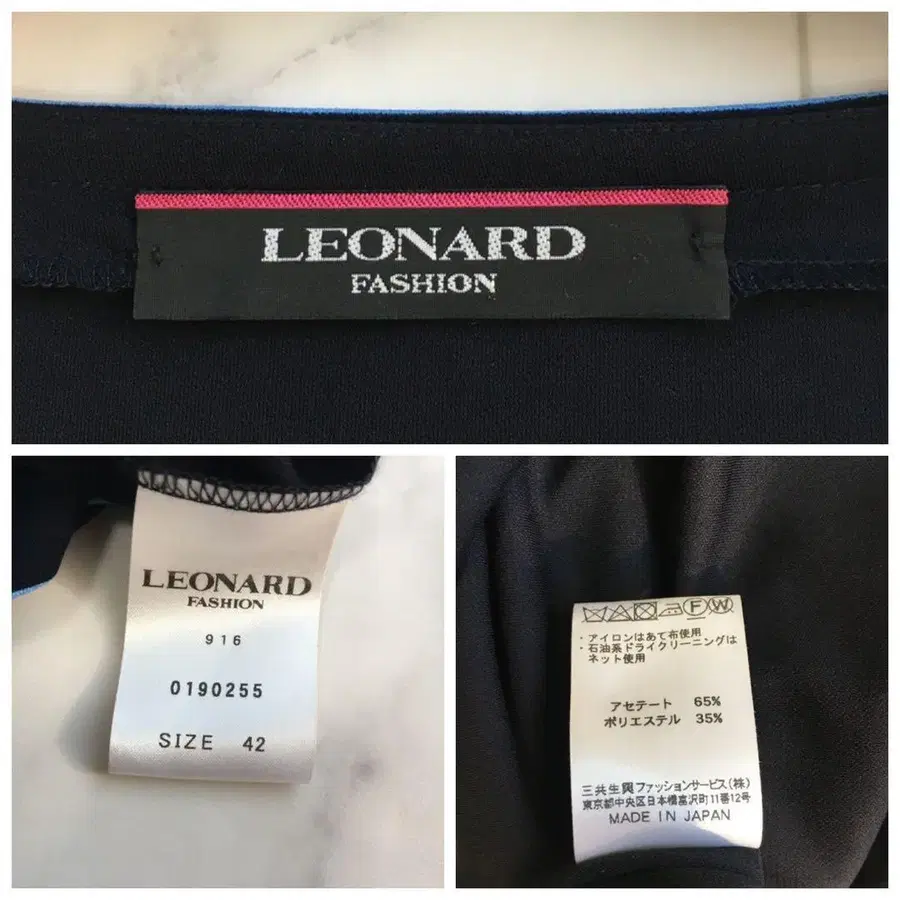 LEONARD
FASHION
LEONARD
FASHION
916
0190255
SIZE 42
F W
・アイロンはあて布使用
・石油系ドライクリーニングは
ネット使用
アセテート 65%
ポリエステル 35%
三共生興ファッションサービス(株)
東京都中央区日本橋富沢町11番12号
MADE IN JAPAN